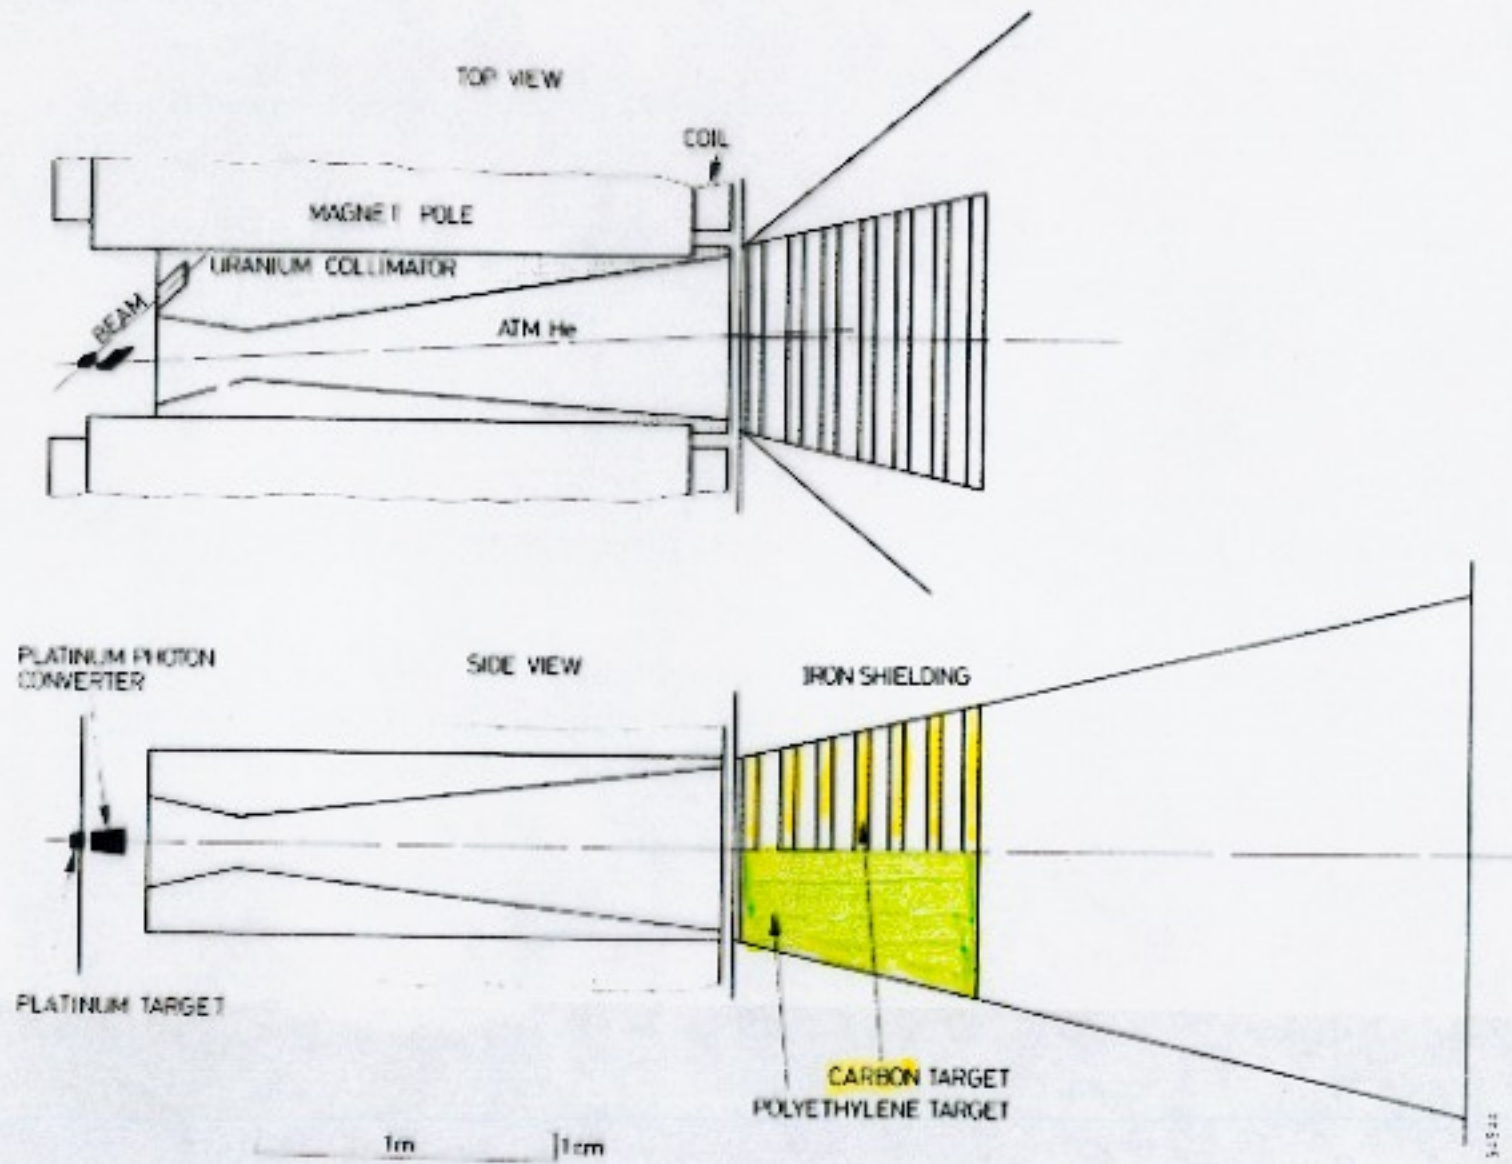 TOP VIEW
COIL
MAGNET POLE
URANIUM COLLIMATOR
BEAM
ATM He
PLATINUM PHOTON
CONVERTER
SIDE VIEW
IRON SHIELDING
PLATINUM TARGET
CARBON TARGET
POLYETHYLENE TARGET
1m
1cm